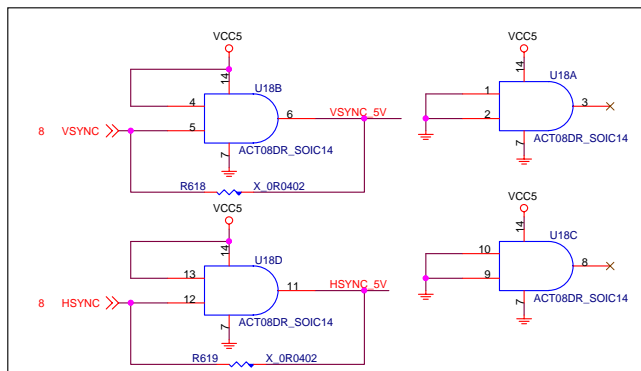 VCC5
14
U18B
4
5
6
8 VSYNC
VSYNC_5V
7
ACT08DR_SOIC14
R618 X_0R0402
VCC5
14
U18A
1
2
3
7
ACT08DR_SOIC14
VCC5
14
U18D
13
12
11
8 HSYNC
HSYNC_5V
7
ACT08DR_SOIC14
R619 X_0R0402
VCC5
14
U18C
10
9
8
7
ACT08DR_SOIC14